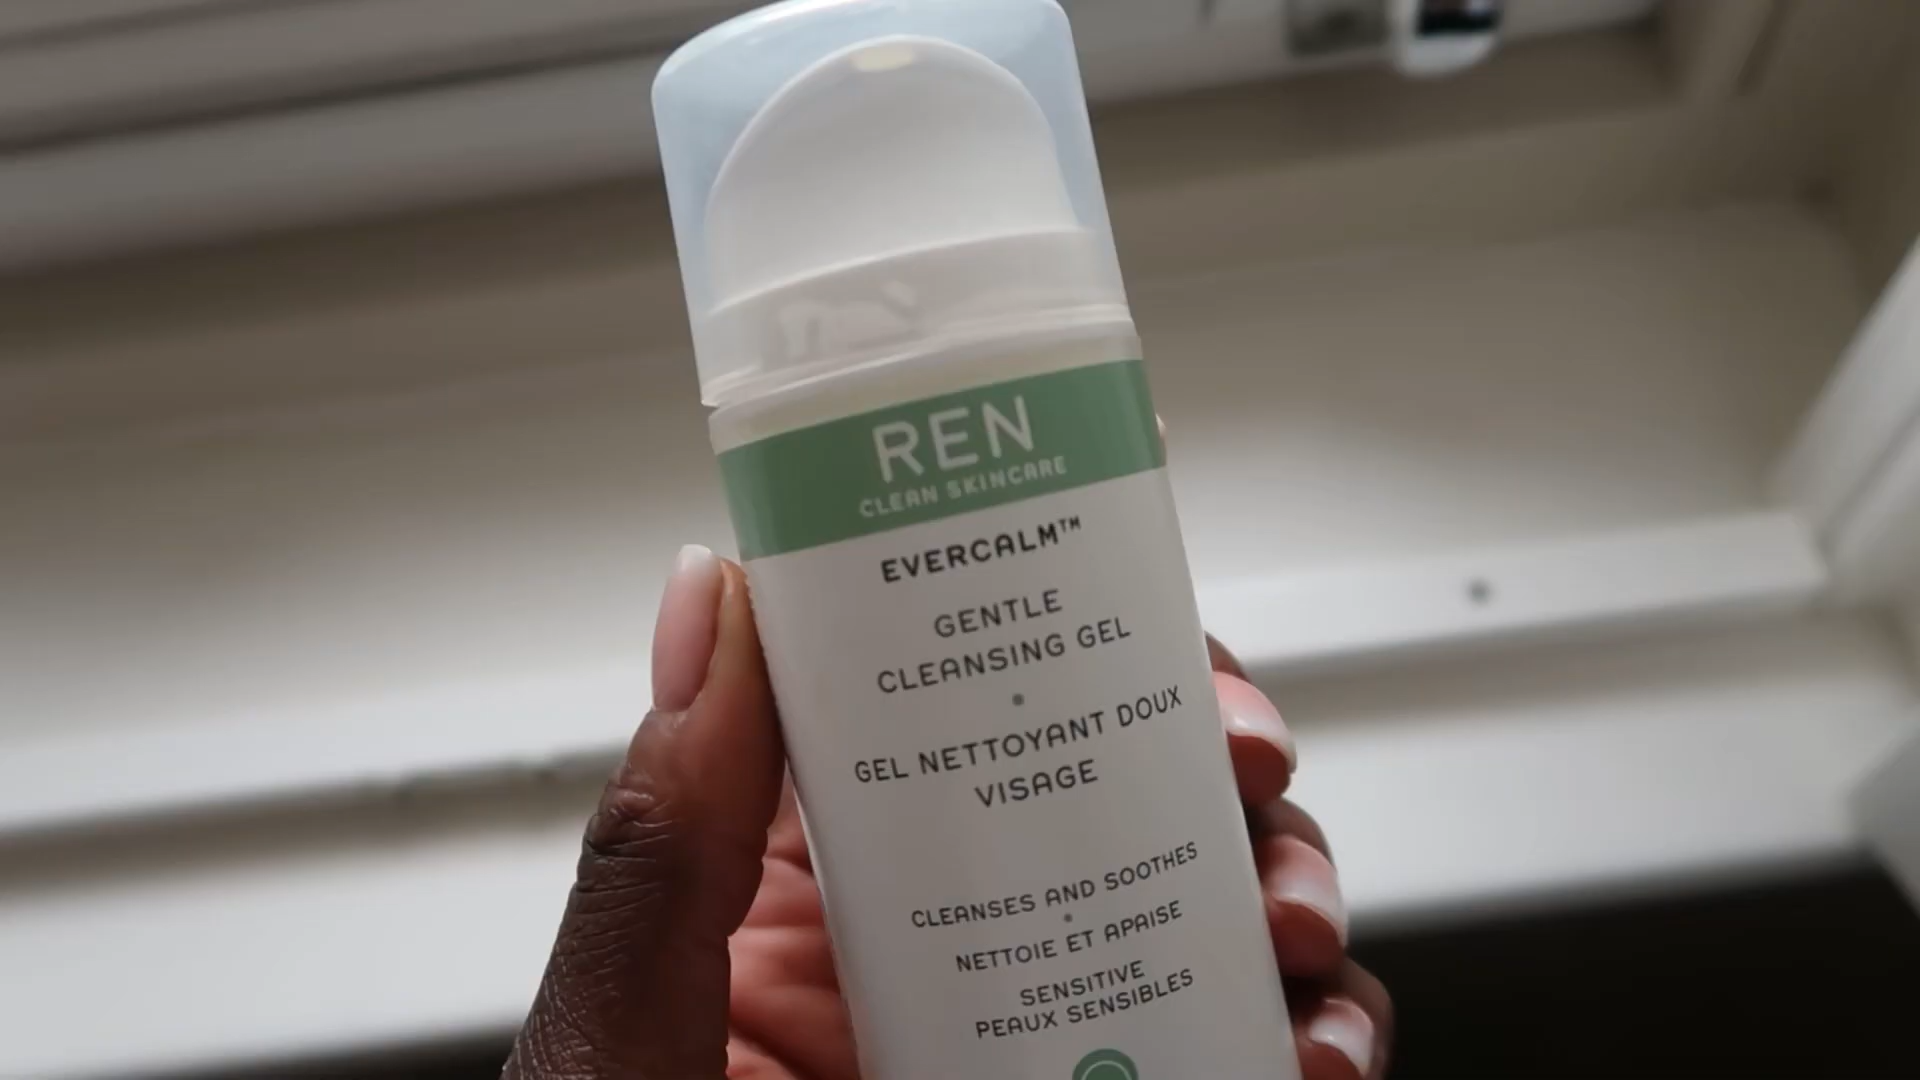 REN
CLEAN SKINCARE
EVERCALM™
GENTLE
CLEANSING GEL
GEL NETTOYANT DOUX
VISAGE
CLEANSES AND SOOTHES
NETTOIE ET APAISE
SENSITIVE
PEAUX SENSIBLES